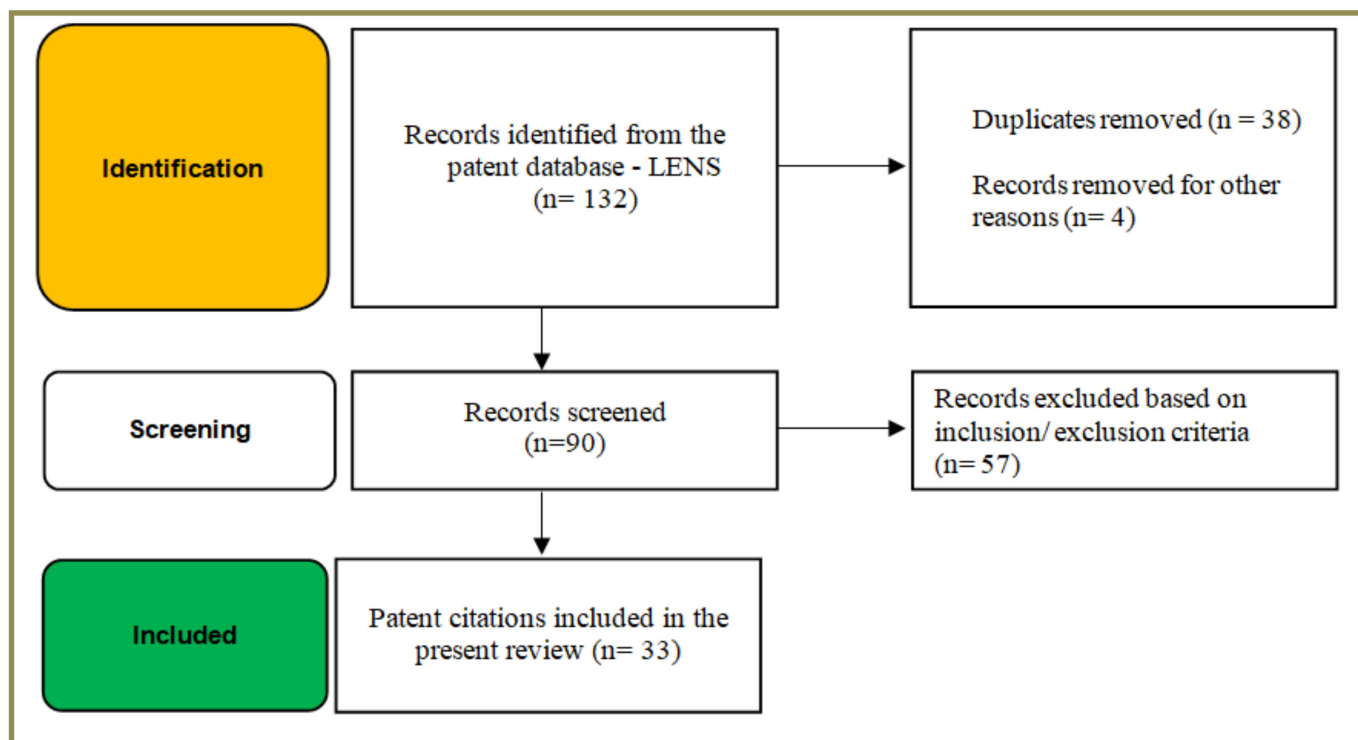 Identification
Records identified from the
patent database - LENS
(n= 132)
Duplicates removed (n = 38)
Records removed for other
reasons (n= 4)
Screening
Records screened
(n=90)
Records excluded based on
inclusion/ exclusion criteria
(n= 57)
Included
Patent citations included in the
present review (n= 33)